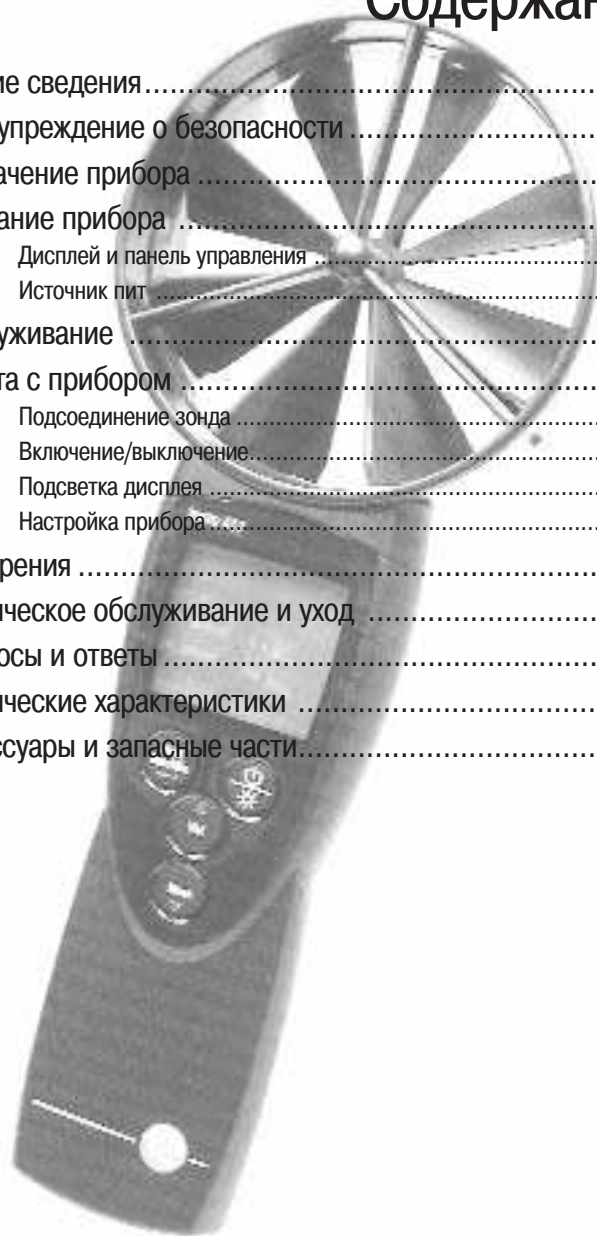 Содержан
ие сведения
упреждение о безопасности
ачение прибора
ание прибора
Дисплей и панель управления
Источник пит
уживание
та с прибором
Подсоединение зонда
Включение/выключение
Подсветка дисплея
Настройка прибора
рения
ическое обслуживание и уход
осы и ответы
ические характеристики
ссуары и запасные части